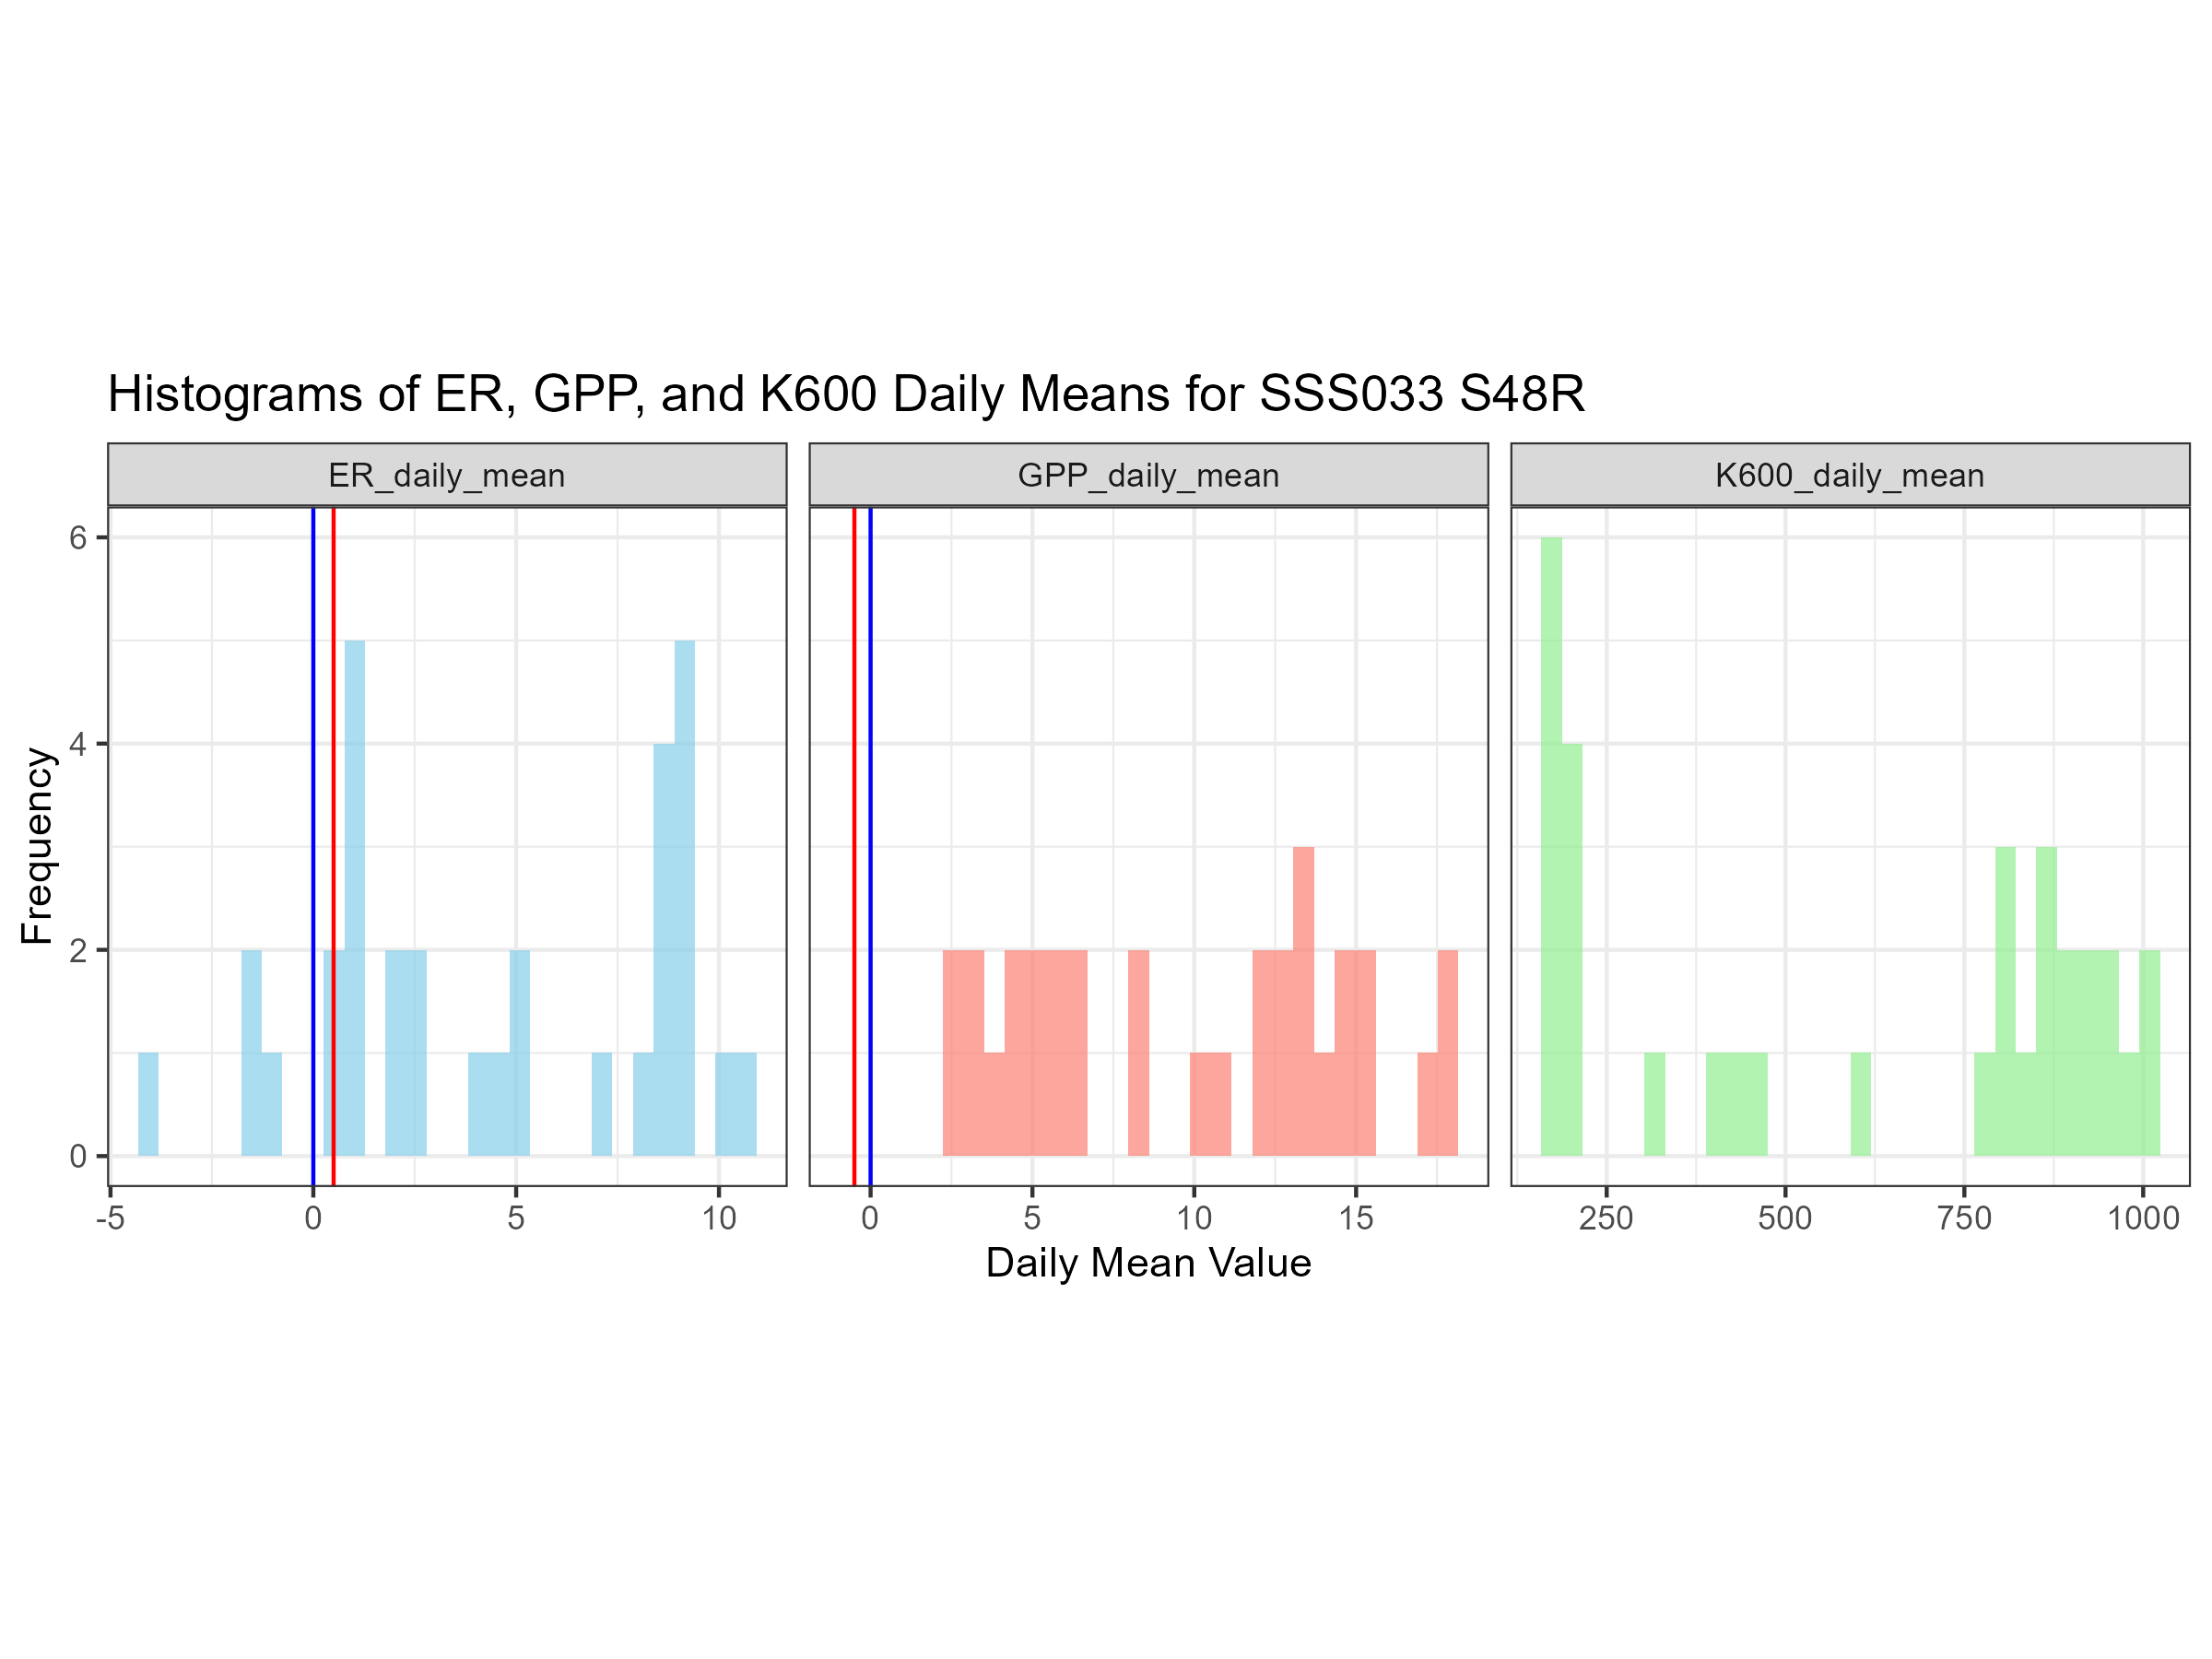 Histograms of ER, GPP, and K600 Daily Means for SSS033 S48R
ER_daily_mean GPP_daily_mean K600_daily_mean
6
4
2
0
Frequency
-5 0 5 10 0 5 10 15 250 500 750 1000
Daily Mean Value